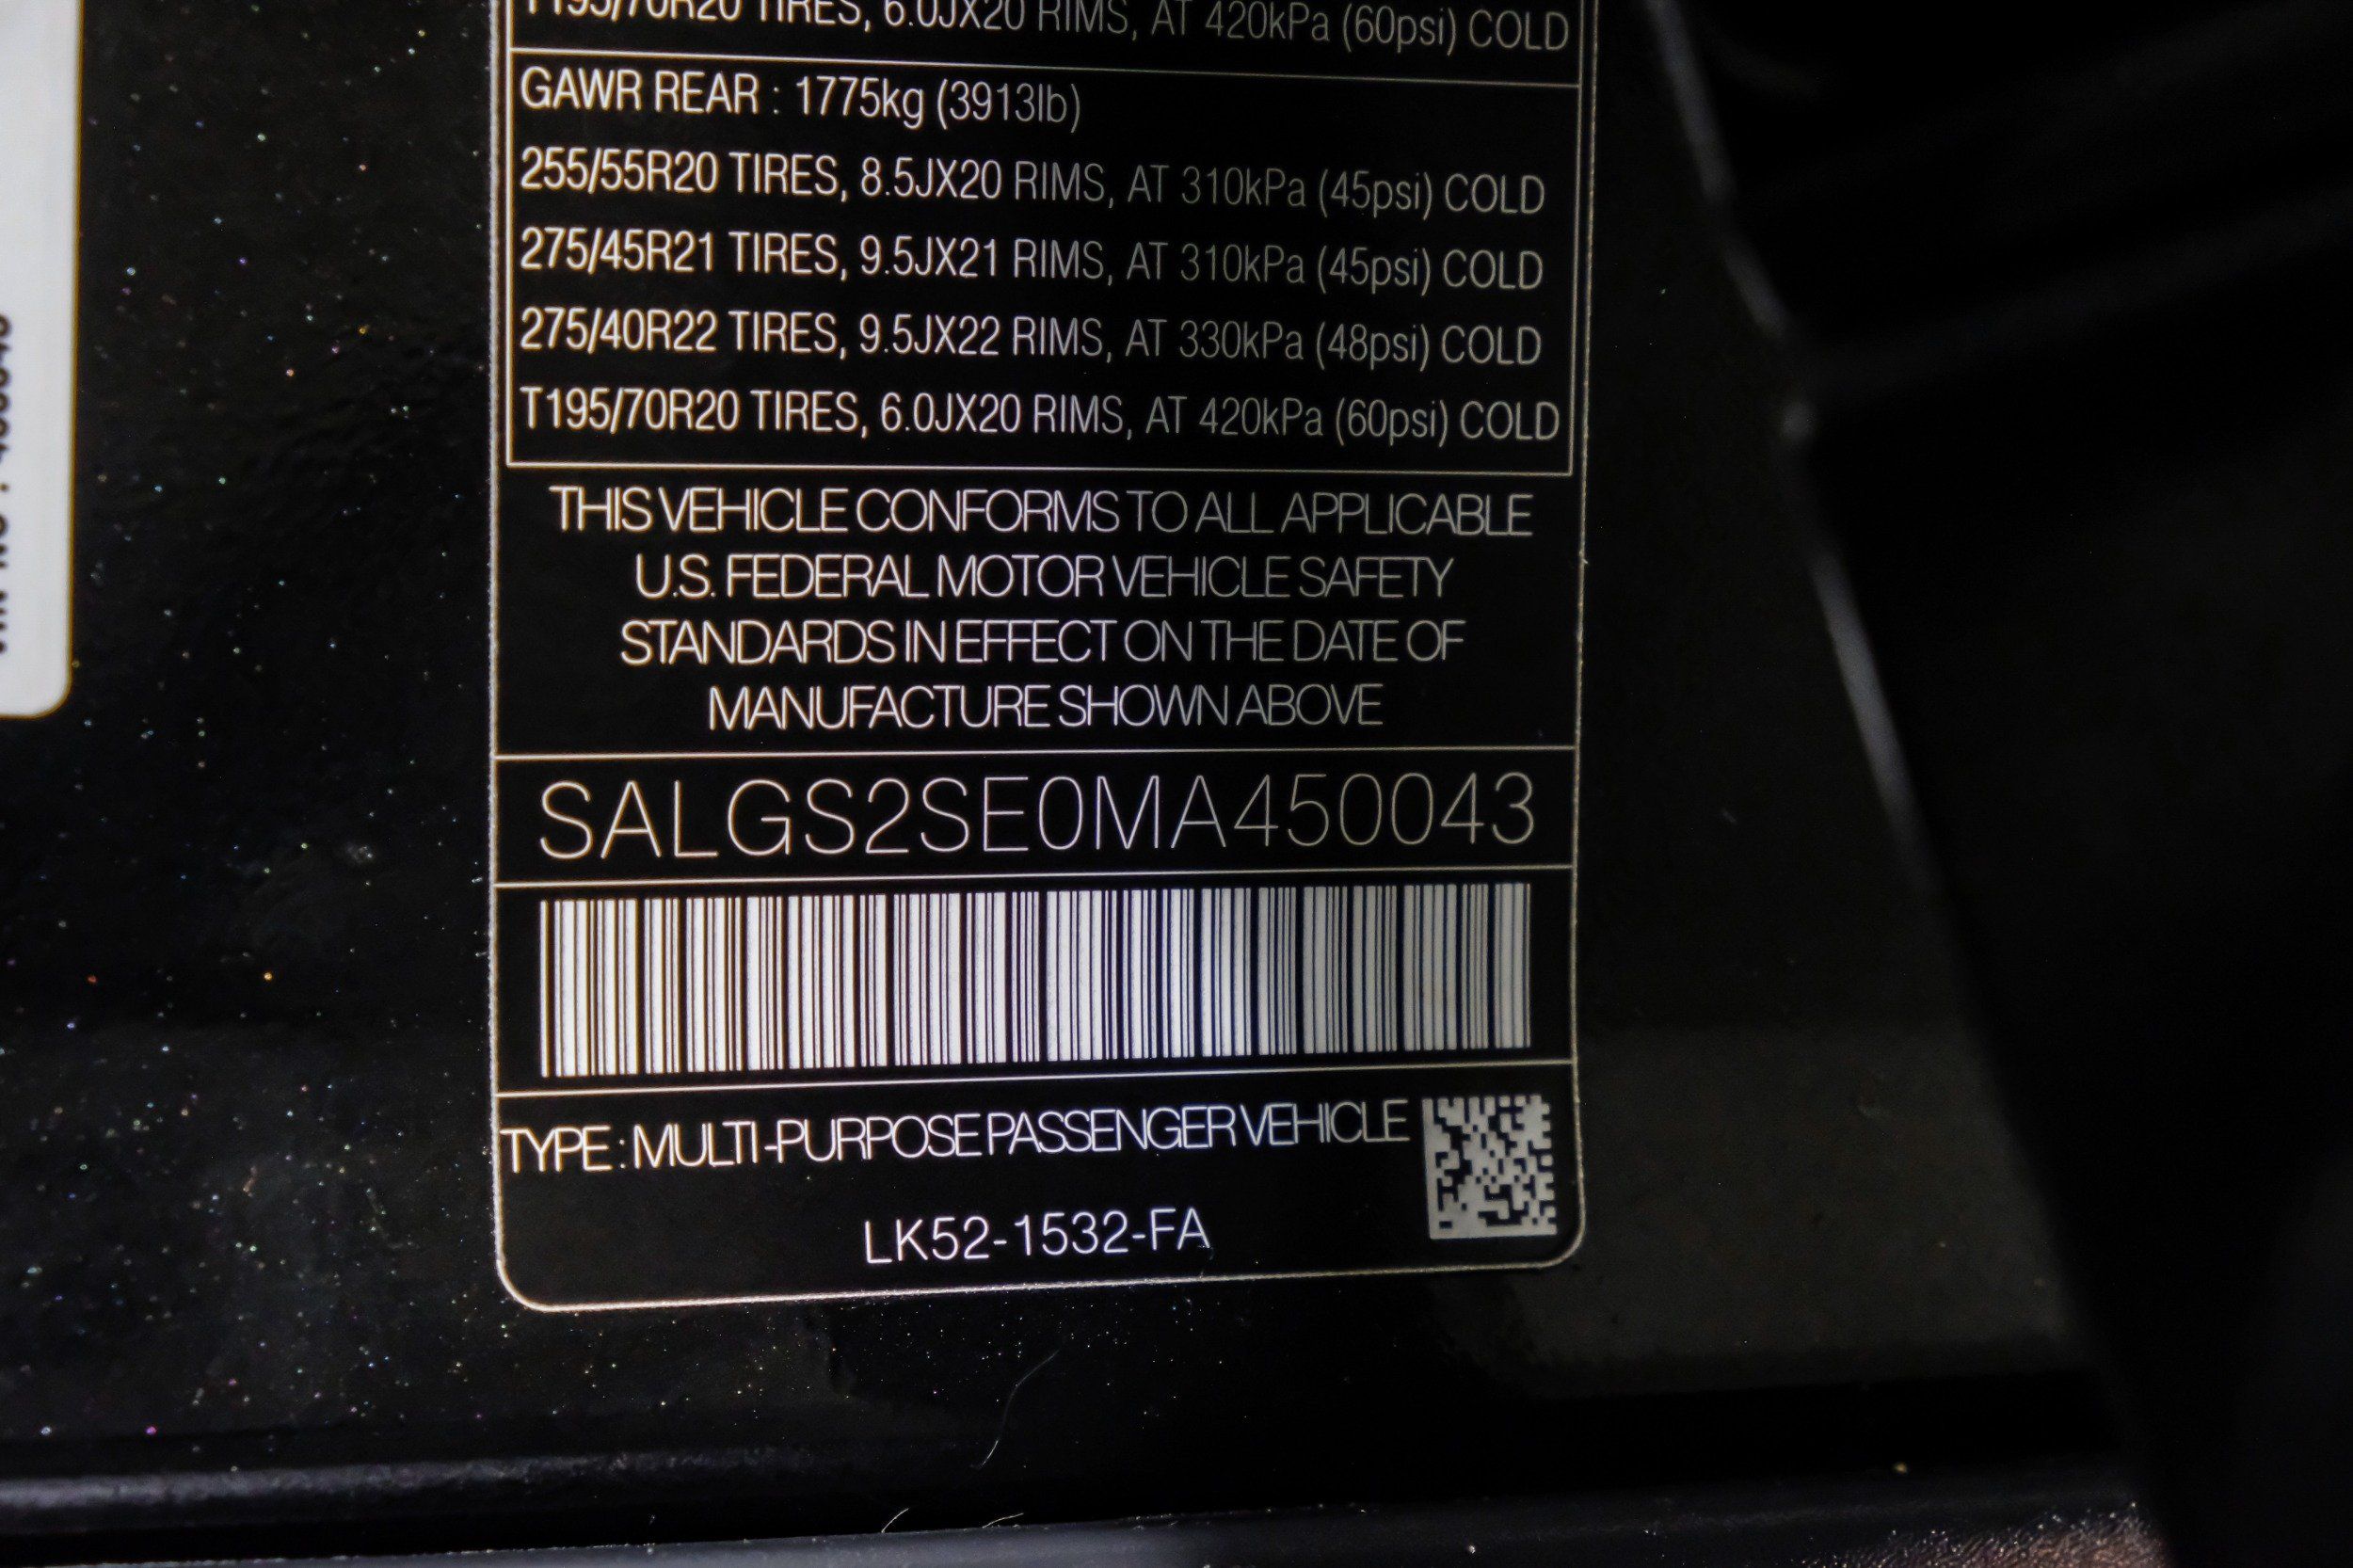 T195/70R20 TIRES, 6.0JX20 RIMS, AT 420kPa (60psi) COLD
GAWR REAR : 1775kg (3913lb)
255/55R20 TIRES, 8.5JX20 RIMS, AT 310kPa (45psi) COLD
275/45R21 TIRES, 9.5JX21 RIMS, AT 310kPa (45psi) COLD
275/40R22 TIRES, 9.5JX22 RIMS, AT 330kPa (48psi) COLD
T195/70R20 TIRES, 6.0JX20 RIMS, AT 420kPa (60psi) COLD
THIS VEHICLE CONFORMS TO ALL APPLICABLE
U.S. FEDERAL MOTOR VEHICLE SAFETY
STANDARDS IN EFFECT ON THE DATE OF
MANUFACTURE SHOWN ABOVE
SALGS2SE0MA450043
TYPE : MULTI-PURPOSE PASSENGER VEHICLE
LK52-1532-FA